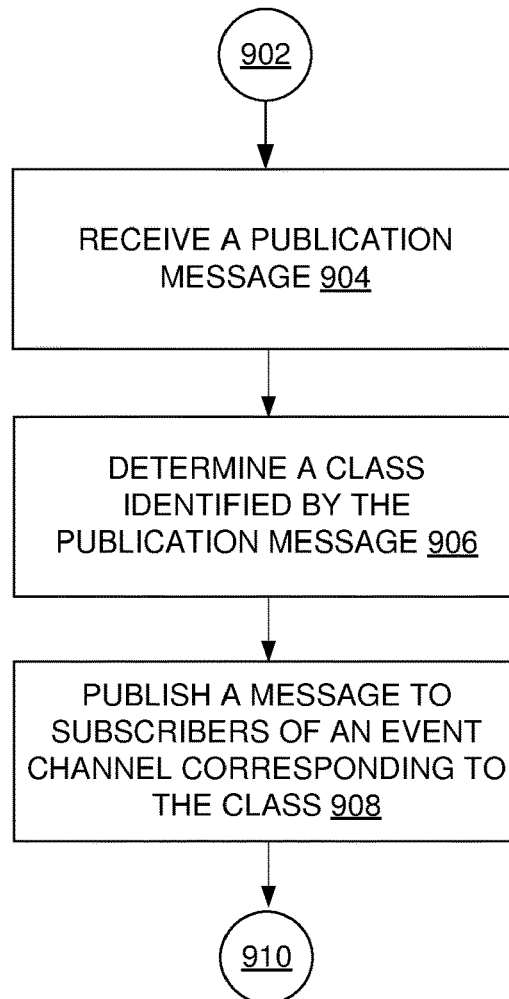 902
RECEIVE A PUBLICATION
MESSAGE 904
DETERMINE A CLASS
IDENTIFIED BY THE
PUBLICATION MESSAGE 906
PUBLISH A MESSAGE TO
SUBSCRIBERS OF AN EVENT
CHANNEL CORRESPONDING TO
THE CLASS 908
910